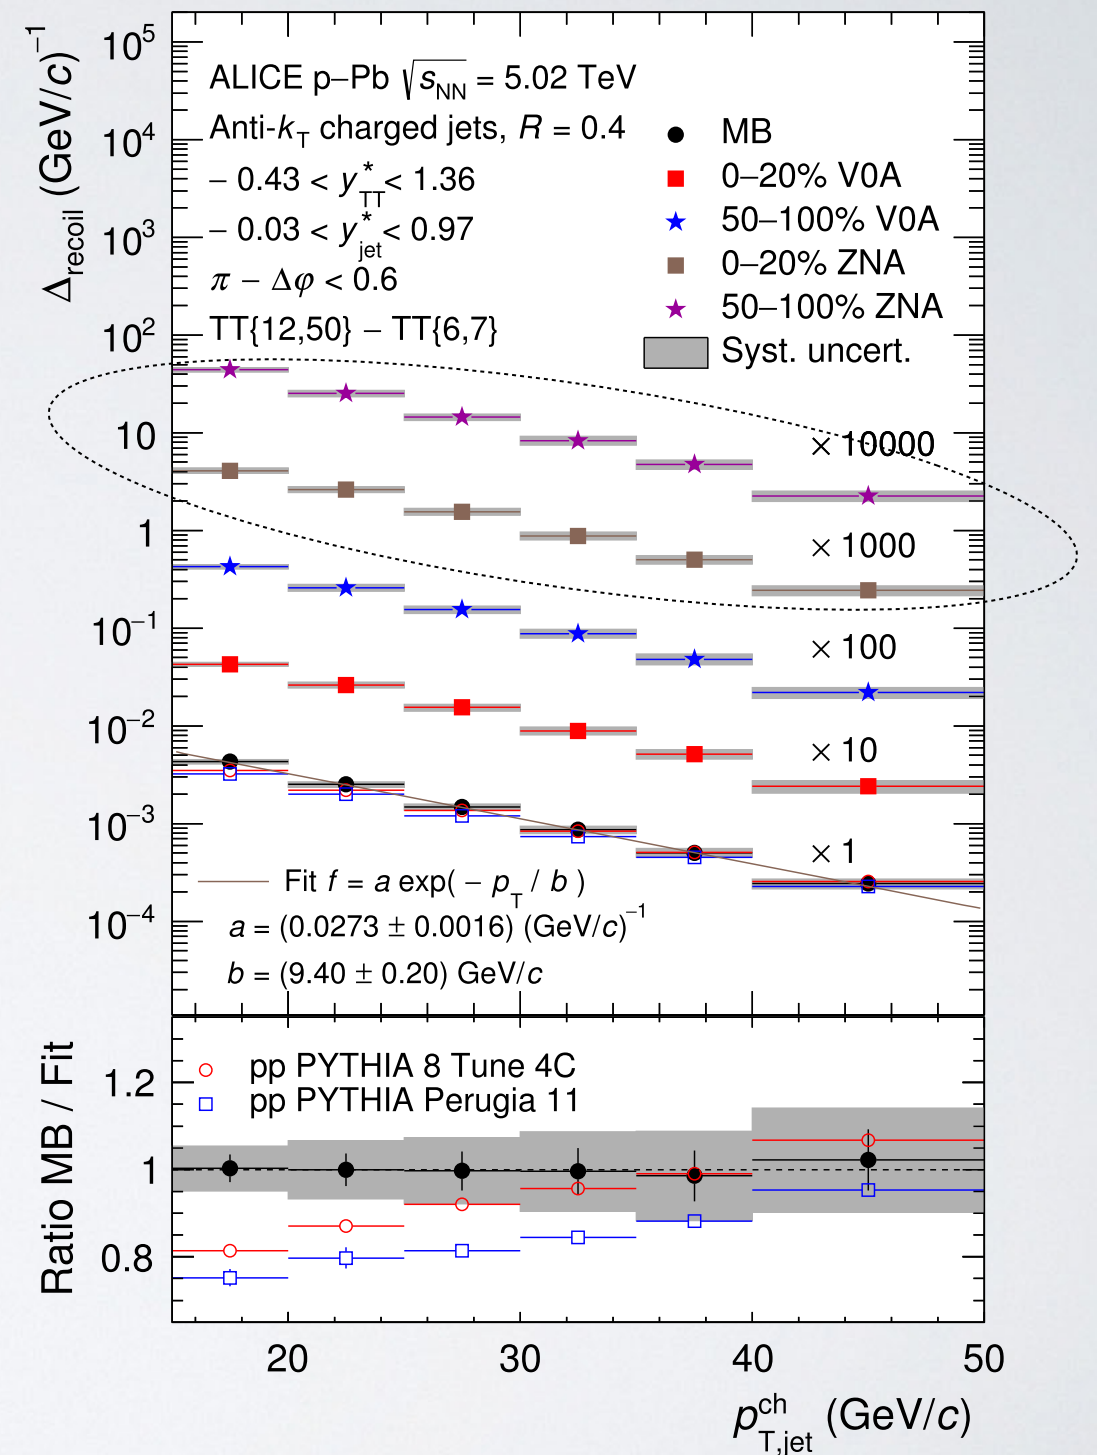 ALICE p–Pb √sNN = 5.02 TeV
Anti-kT charged jets, R = 0.4
– 0.43 < y*TT < 1.36
– 0.03 < y*jet < 0.97
π – Δφ < 0.6
TT{12,50} – TT{6,7}
MB
0–20% V0A
50–100% V0A
0–20% ZNA
50–100% ZNA
Syst. uncert.
Δrecoil (GeV/c)⁻¹
10⁵
10⁴
10³
10²
10
1
10⁻¹
10⁻²
10⁻³
10⁻⁴
× 10000
× 1000
× 100
× 10
× 1
Fit f = a exp( – pT / b )
a = (0.0273 ± 0.0016) (GeV/c)⁻¹
b = (9.40 ± 0.20) GeV/c
Ratio MB / Fit
1.2
1
0.8
pp PYTHIA 8 Tune 4C
pp PYTHIA Perugia 11
20 30 40 50
p^ch_T,jet (GeV/c)